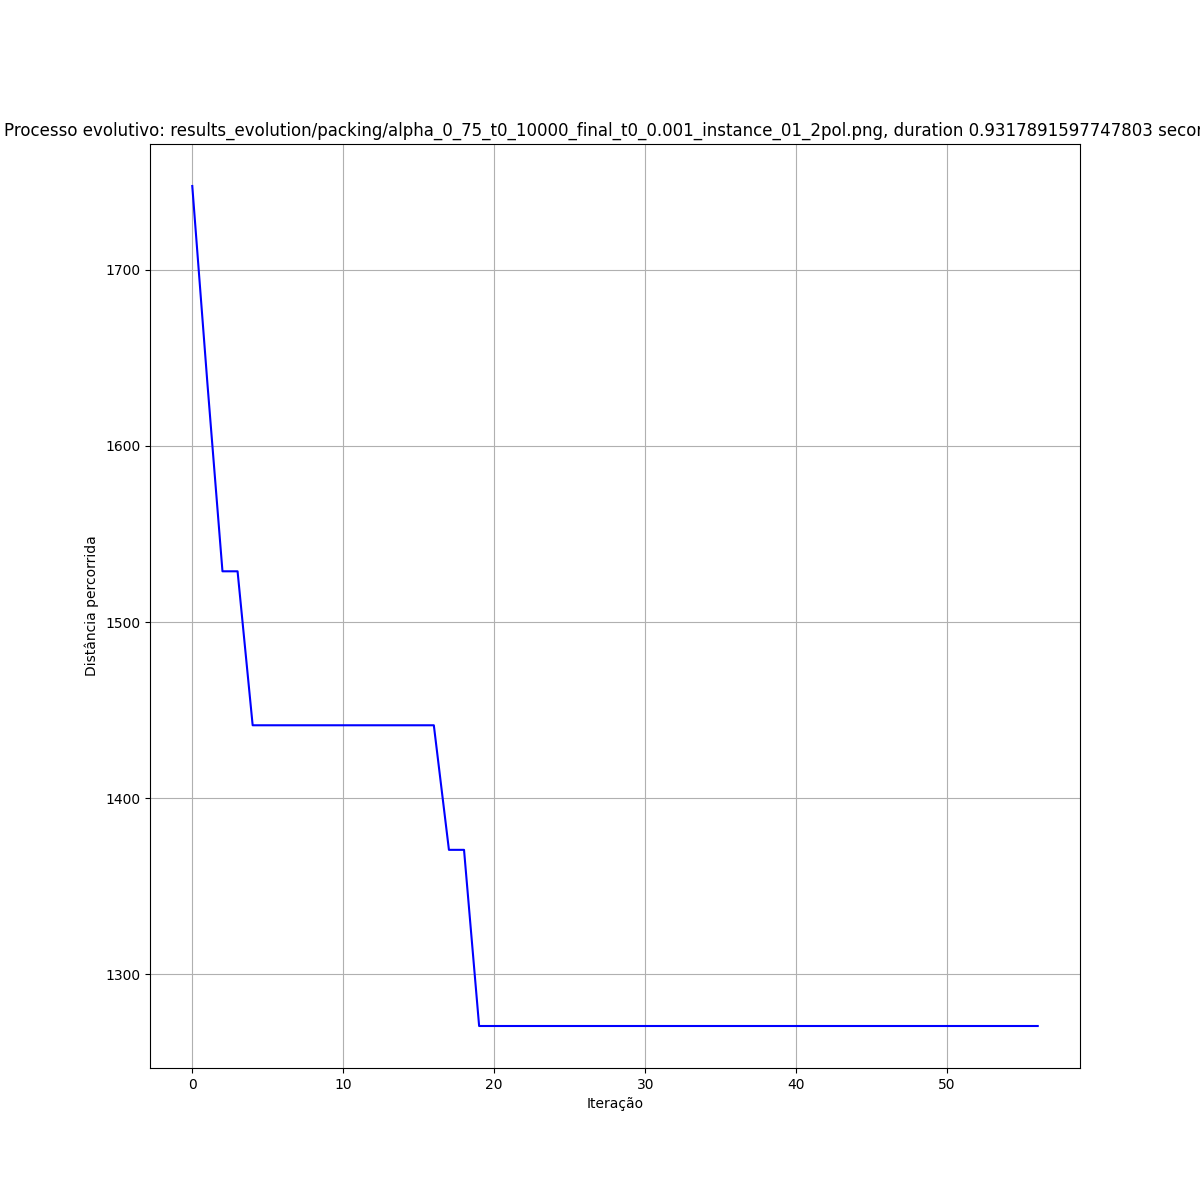 Processo evolutivo: results_evolution/packing/alpha_0_75_t0_10000_final_t0_0.001_instance_01_2pol.png, duration 0.9317891597747803
1700
1600
1500
1400
1300
Distância percorrida
0 10 20 30 40 50
Iteração